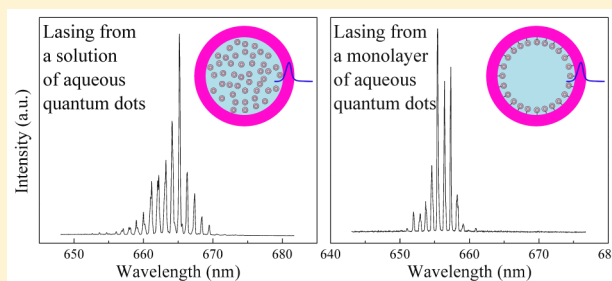 Lasing from
a solution
of aqueous
quantum dots
Intensity (a.u.)
650 660 670 680
Wavelength (nm)
Lasing from
a monolayer
of aqueous
quantum dots
640 650 660 670 680
Wavelength (nm)